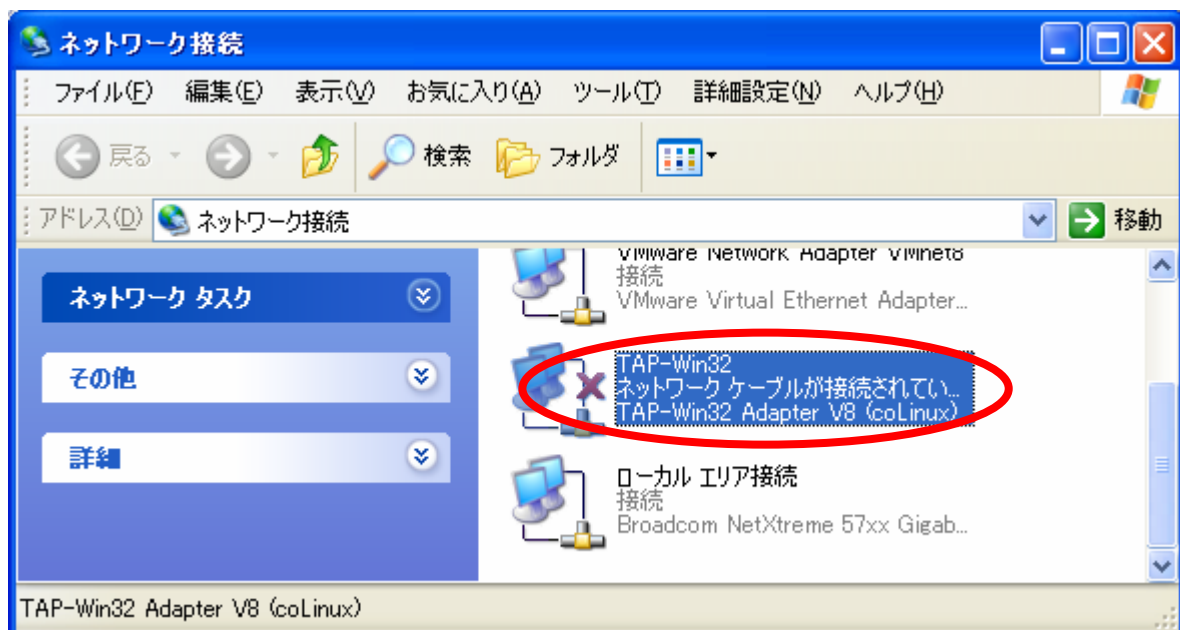 ネットワーク接続
ファイル(F) 編集(E) 表示(V) お気に入り(A) ツール(T) 詳細設定(N) ヘルプ(H)
戻る 検索 フォルダ
アドレス(D) ネットワーク接続 移動
ネットワーク タスク
その他
詳細
VMware Network Adapter VMnet8
接続
VMware Virtual Ethernet Adapter...
TAP-Win32
ネットワーク ケーブルが接続されてい...
TAP-Win32 Adapter V8 (coLinux)
ローカル エリア接続
接続
Broadcom NetXtreme 57xx Gigab...
TAP-Win32 Adapter V8 (coLinux)